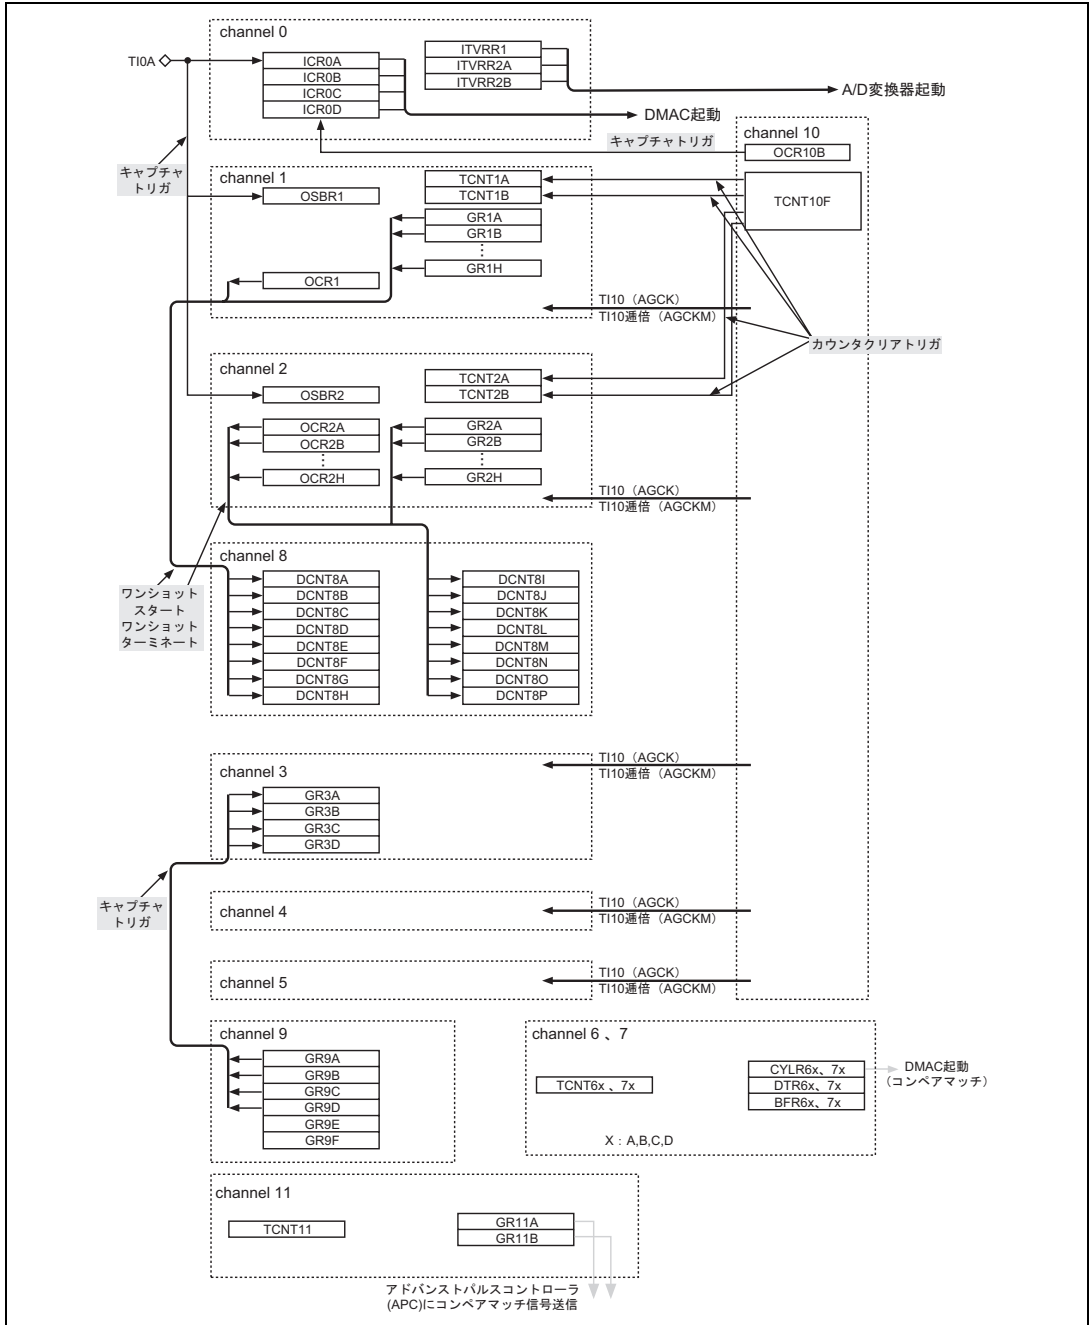 channel 0
TI0A
ICR0A
ICR0B
ICR0C
ICR0D
ITVRR1
ITVRR2A
ITVRR2B
A/D変換器起動
DMAC起動
キャプチャトリガ
channel 10
OCR10B
TCNT10F
キャプチャ
トリガ
channel 1
OSBR1
TCNT1A
TCNT1B
GR1A
GR1B
GR1H
OCR1
TI10（AGCK）
TI10逓倍（AGCKM）
カウンタクリアトリガ
channel 2
TCNT2A
TCNT2B
OSBR2
OCR2A
OCR2B
OCR2H
GR2A
GR2B
GR2H
TI10（AGCK）
TI10逓倍（AGCKM）
channel 8
ワンショット
スタート
ワンショット
ターミネート
DCNT8A
DCNT8B
DCNT8C
DCNT8D
DCNT8E
DCNT8F
DCNT8G
DCNT8H
DCNT8I
DCNT8J
DCNT8K
DCNT8L
DCNT8M
DCNT8N
DCNT8O
DCNT8P
channel 3
TI10（AGCK）
TI10逓倍（AGCKM）
GR3A
GR3B
GR3C
GR3D
キャプチャ
トリガ
channel 4
TI10（AGCK）
TI10逓倍（AGCKM）
channel 5
TI10（AGCK）
TI10逓倍（AGCKM）
channel 9
GR9A
GR9B
GR9C
GR9D
GR9E
GR9F
channel 6 、7
TCNT6x 、7x
CYLR6x、7x
DTR6x、7x
BFR6x、7x
DMAC起動
（コンペアマッチ）
X：A,B,C,D
channel 11
TCNT11
GR11A
GR11B
アドバンストパルスコントローラ
(APC)にコンペアマッチ信号送信